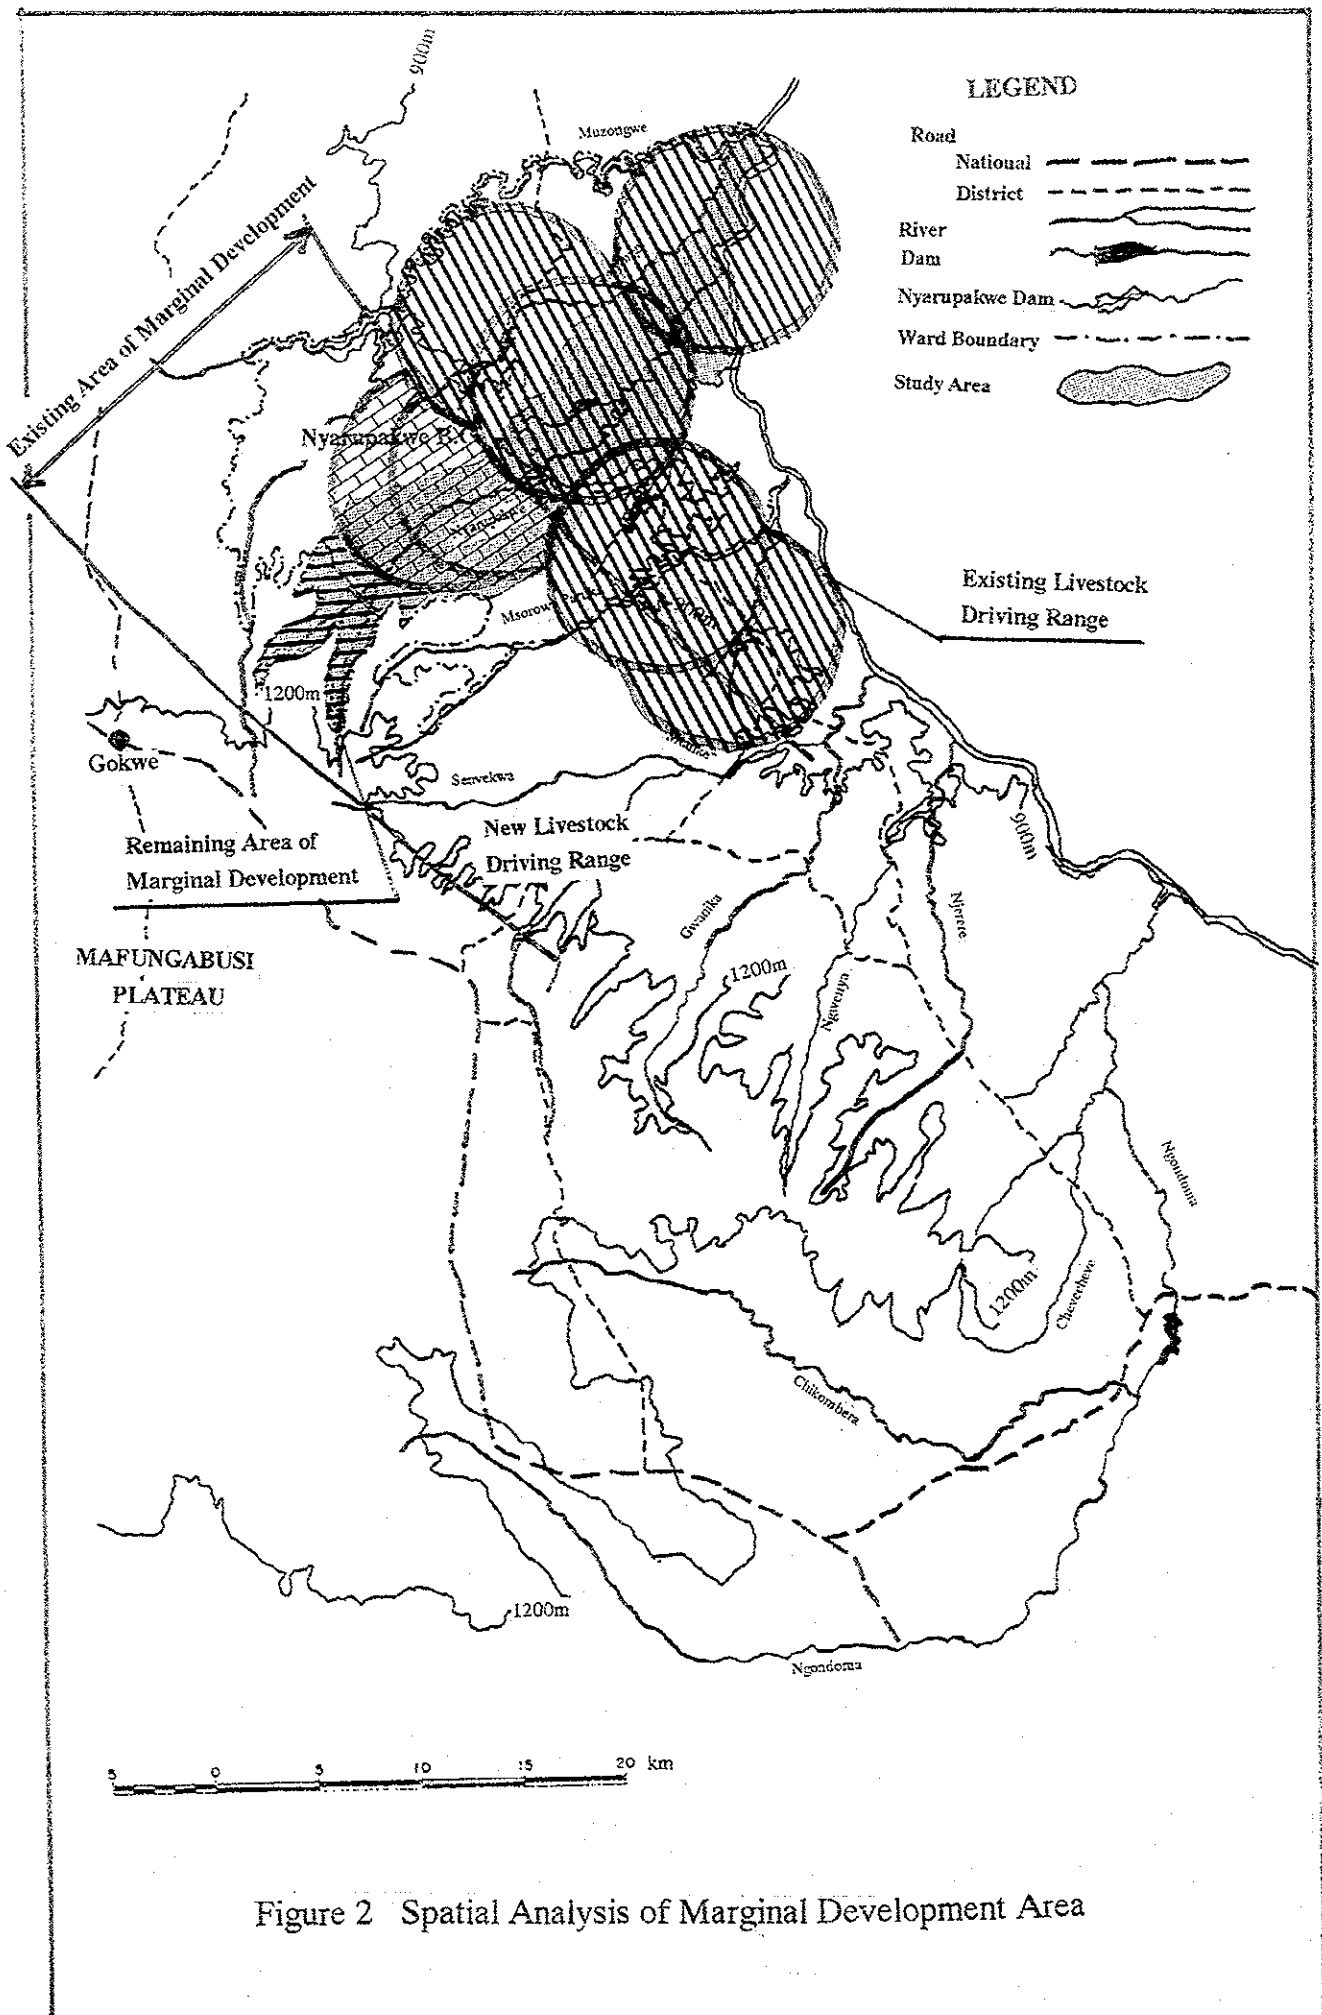 LEGEND
Road
National
District
River
Dam
Nyarupakwe Dam
Ward Boundary
Study Area
900m
Muzongwe
Existing Area of Marginal Development
Nyarupakwe B.C
Existing Livestock
Driving Range
900m
1200m
Gokwe
Senvekwa
Remaining Area of
Marginal Development
New Livestock
Driving Range
900m
Gwanika
Njerere
MAFUNGABUSI
PLATEAU
1200m
Ngwenya
Ngondoma
1200m
Chevecheve
Chikombera
1200m
Ngondoma
5 0 5 10 15 20 km
Figure 2 Spatial Analysis of Marginal Development Area